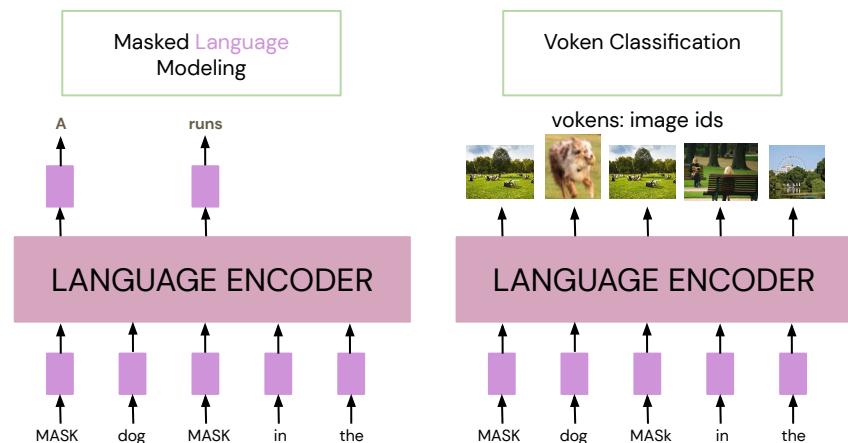 Masked Language
Modeling
A
runs
LANGUAGE ENCODER
MASK dog MASK in the
Voken Classification
vokens: image ids
LANGUAGE ENCODER
MASK dog MASk in the